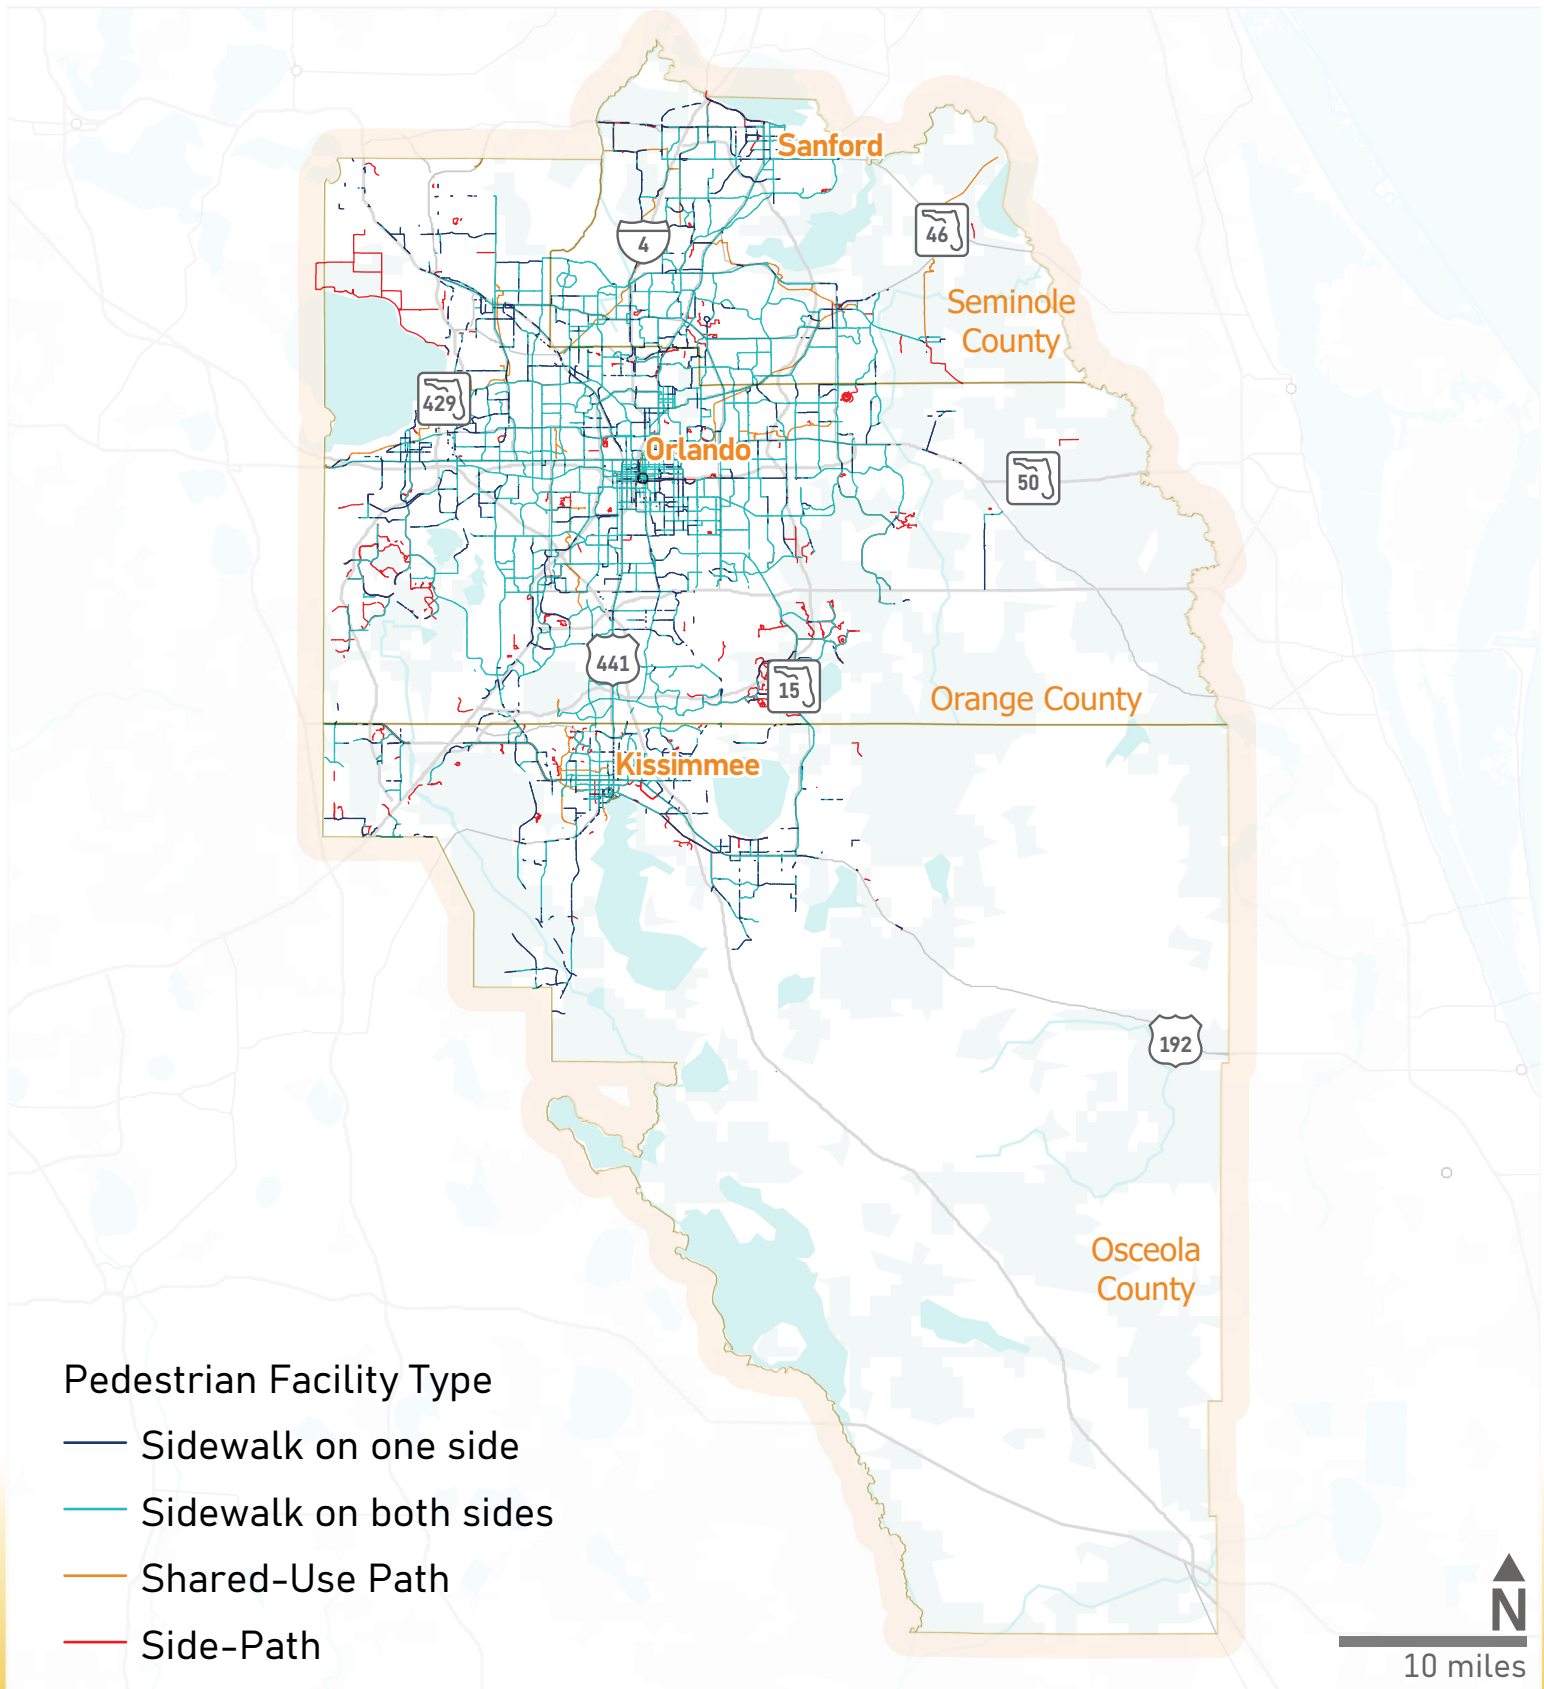 Sanford
4
46
Seminole
County
429
Orlando
50
441
15
Orange County
Kissimmee
192
Osceola
County
Pedestrian Facility Type
Sidewalk on one side
Sidewalk on both sides
Shared-Use Path
Side-Path
N
10 miles